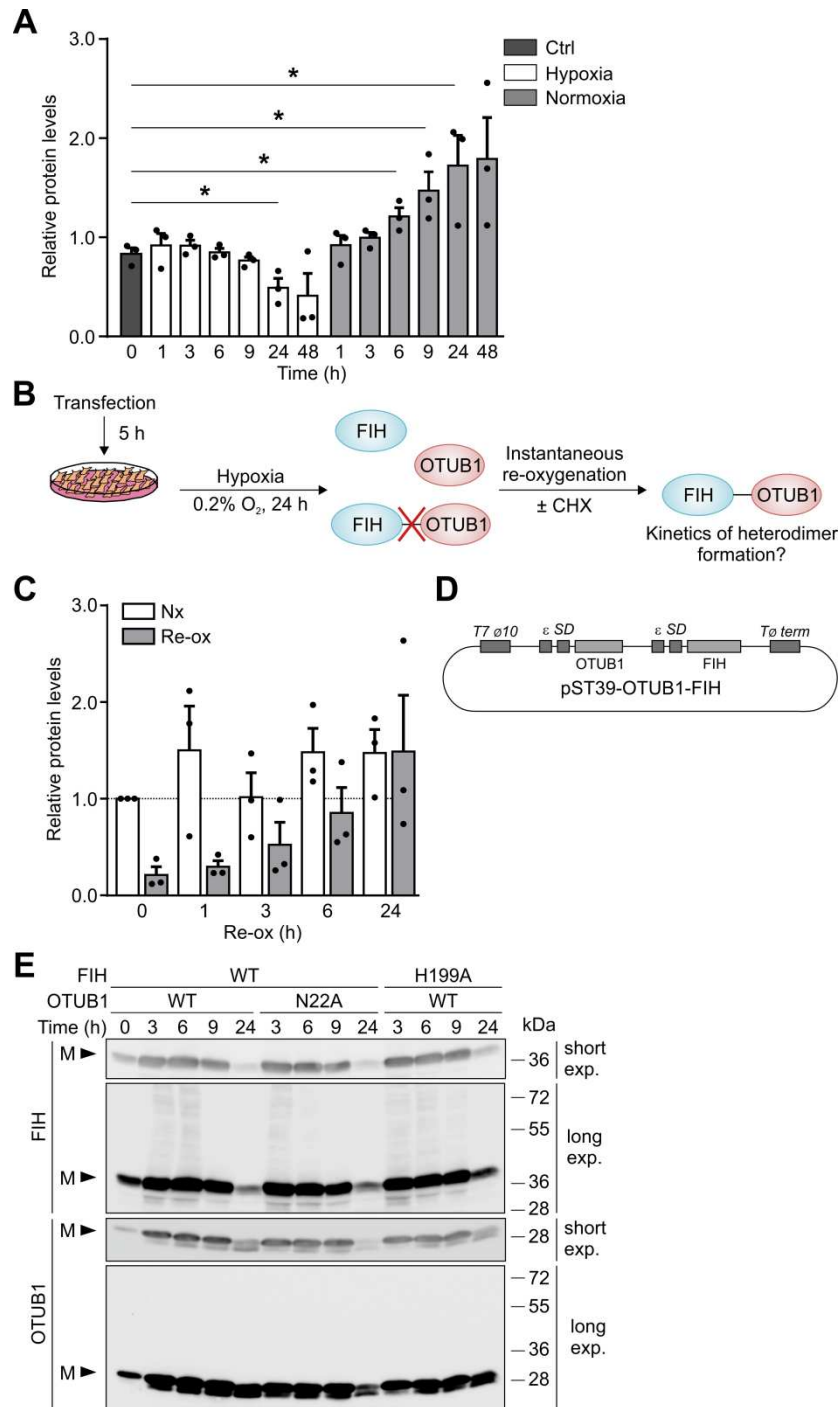 A
Relative protein levels
3.0
2.0
1.0
0.0
Ctrl
Hypoxia
Normoxia
*
*
*
*
0 1 3 6 9 24 48 1 3 6 9 24 48
Time (h)
B
Transfection
5 h
Hypoxia
0.2% O₂, 24 h
FIH
OTUB1
FIH OTUB1
Instantaneous
re-oxygenation
± CHX
FIH OTUB1
Kinetics of heterodimer
formation?
C
Relative protein levels
3.0
2.0
1.0
0.0
Nx
Re-ox
0 1 3 6 24
Re-ox (h)
D
T7 ø10 ε SD ε SD Tø term
OTUB1 FIH
pST39-OTUB1-FIH
E
FIH WT H199A
OTUB1 WT N22A WT
Time (h) 0 3 6 9 24 3 6 9 24 3 6 9 24 kDa
FIH
M
36
short
exp.
72
55
long
exp.
M
36
28
OTUB1
M
28
short
exp.
72
55
long
exp.
36
M
28